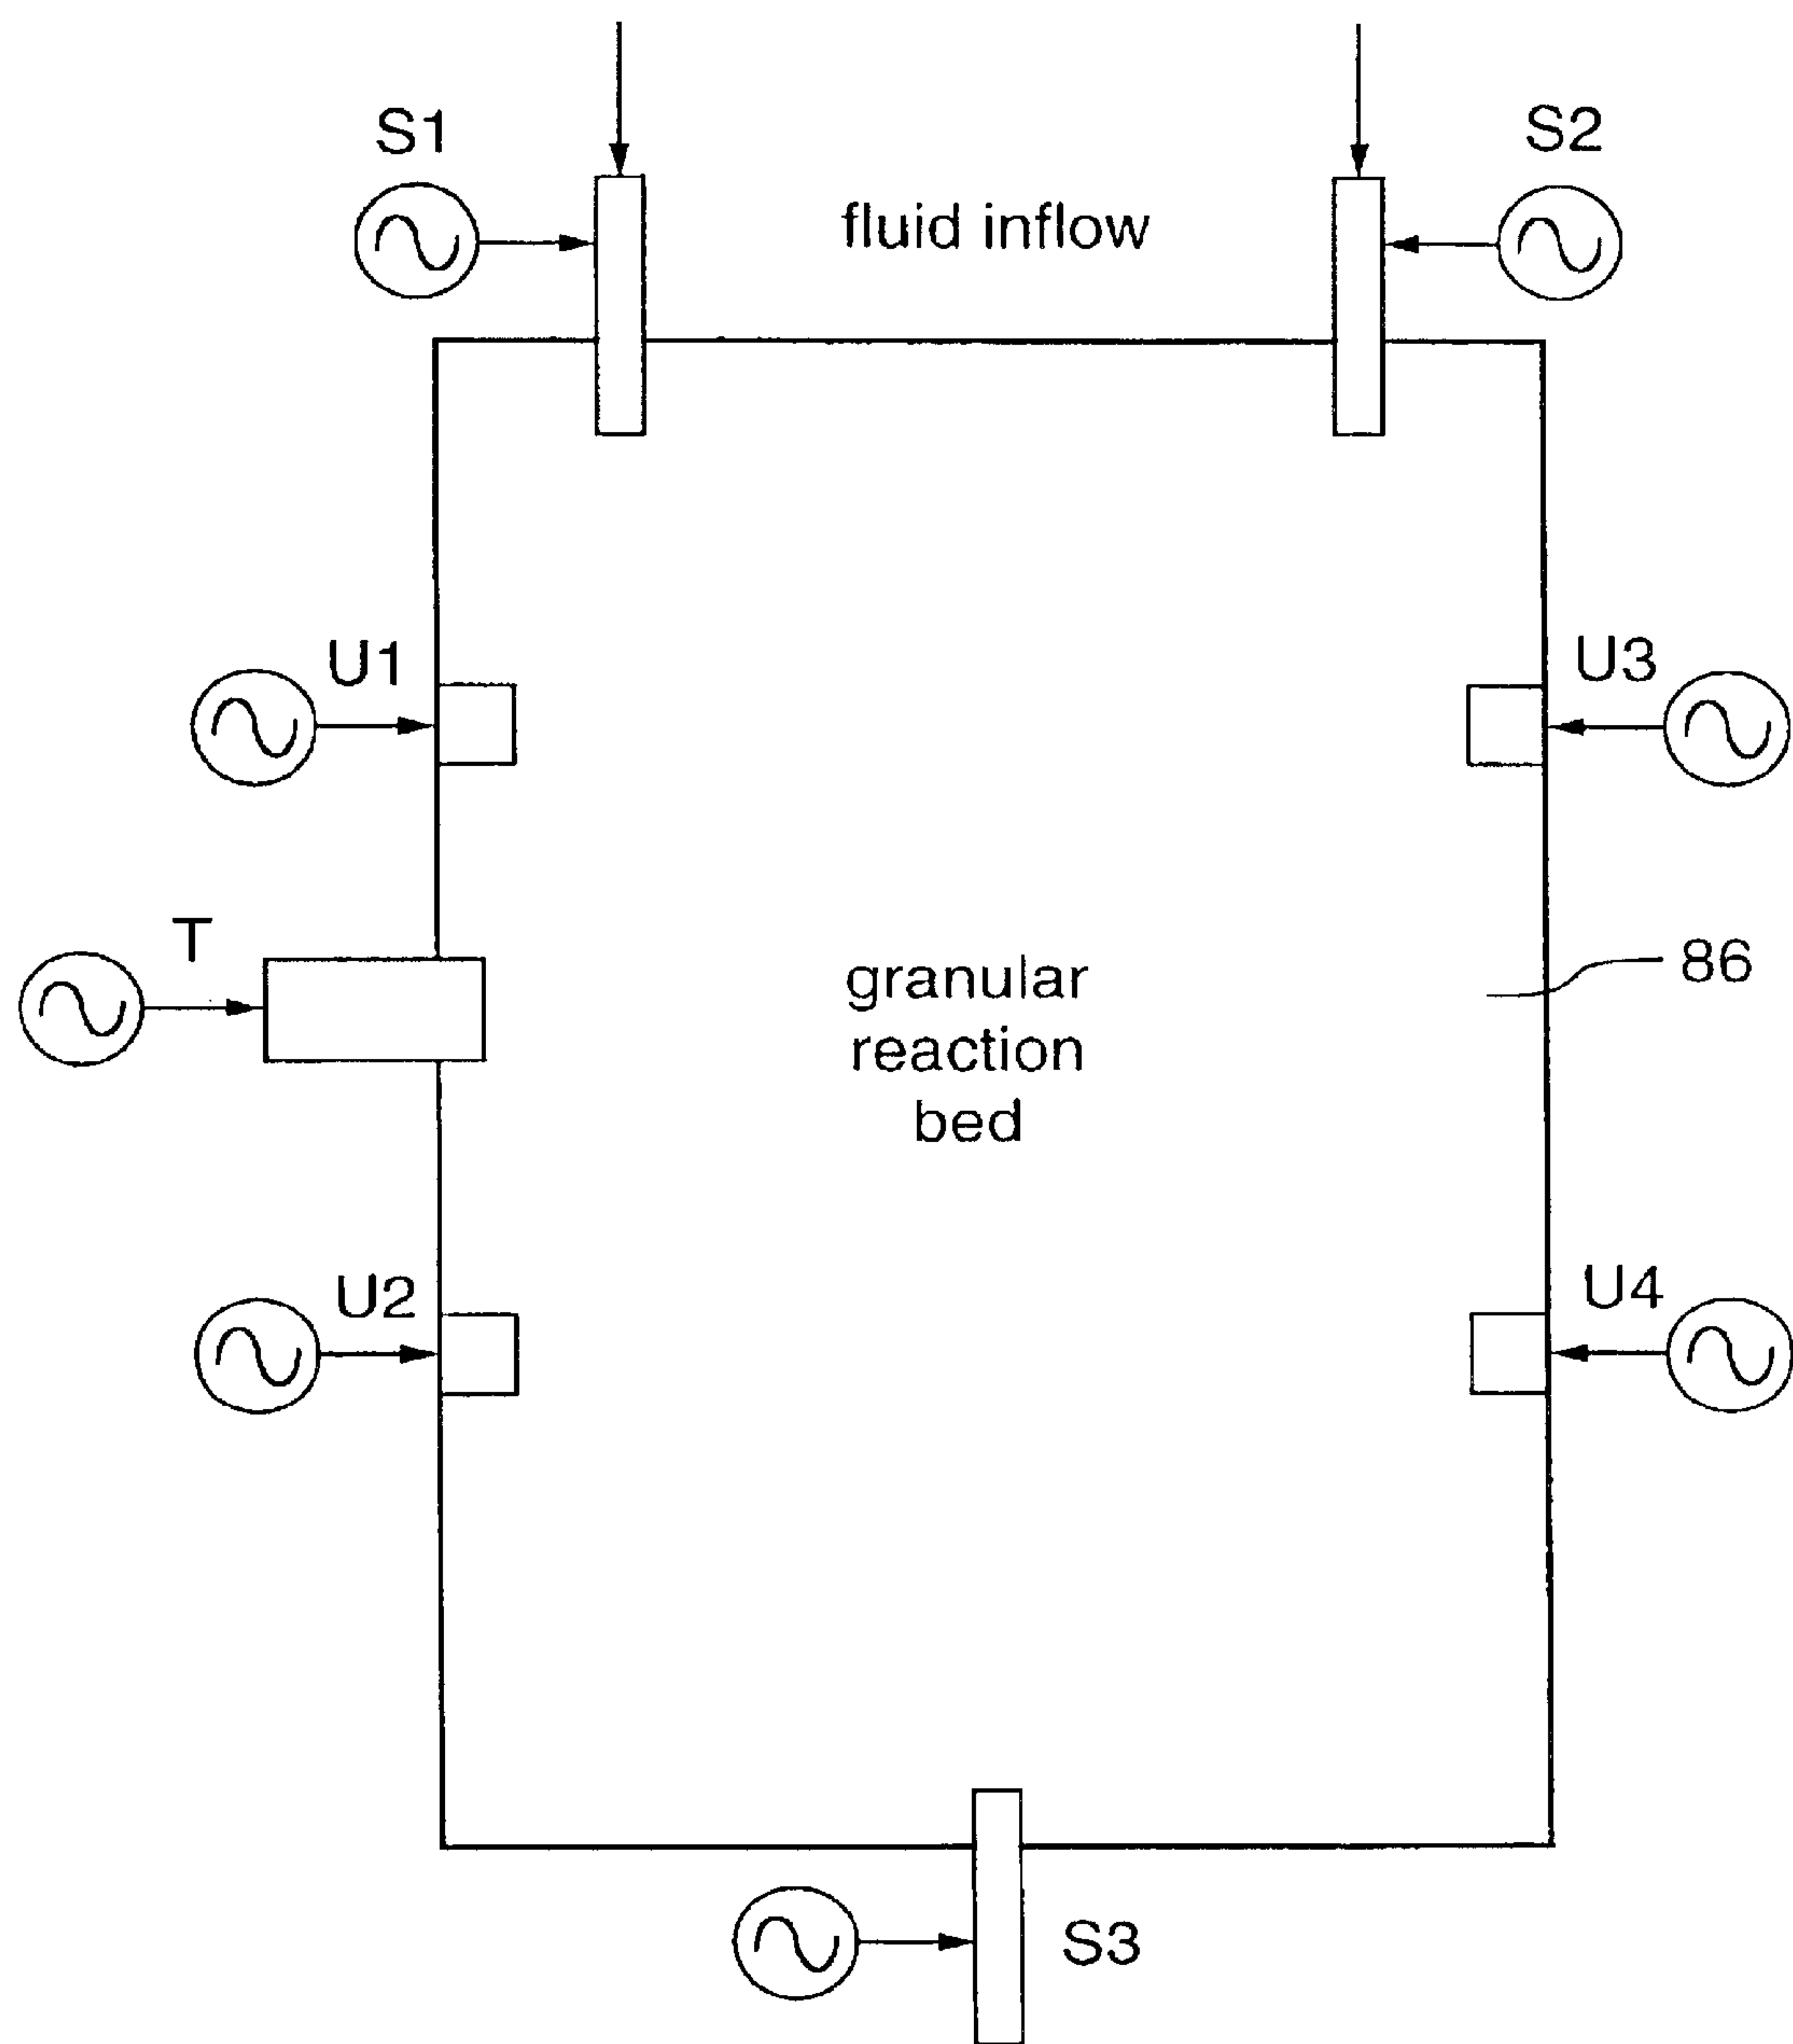 S1
S2
fluid inflow
U1
U3
T
granular
reaction
bed
86
U2
U4
S3